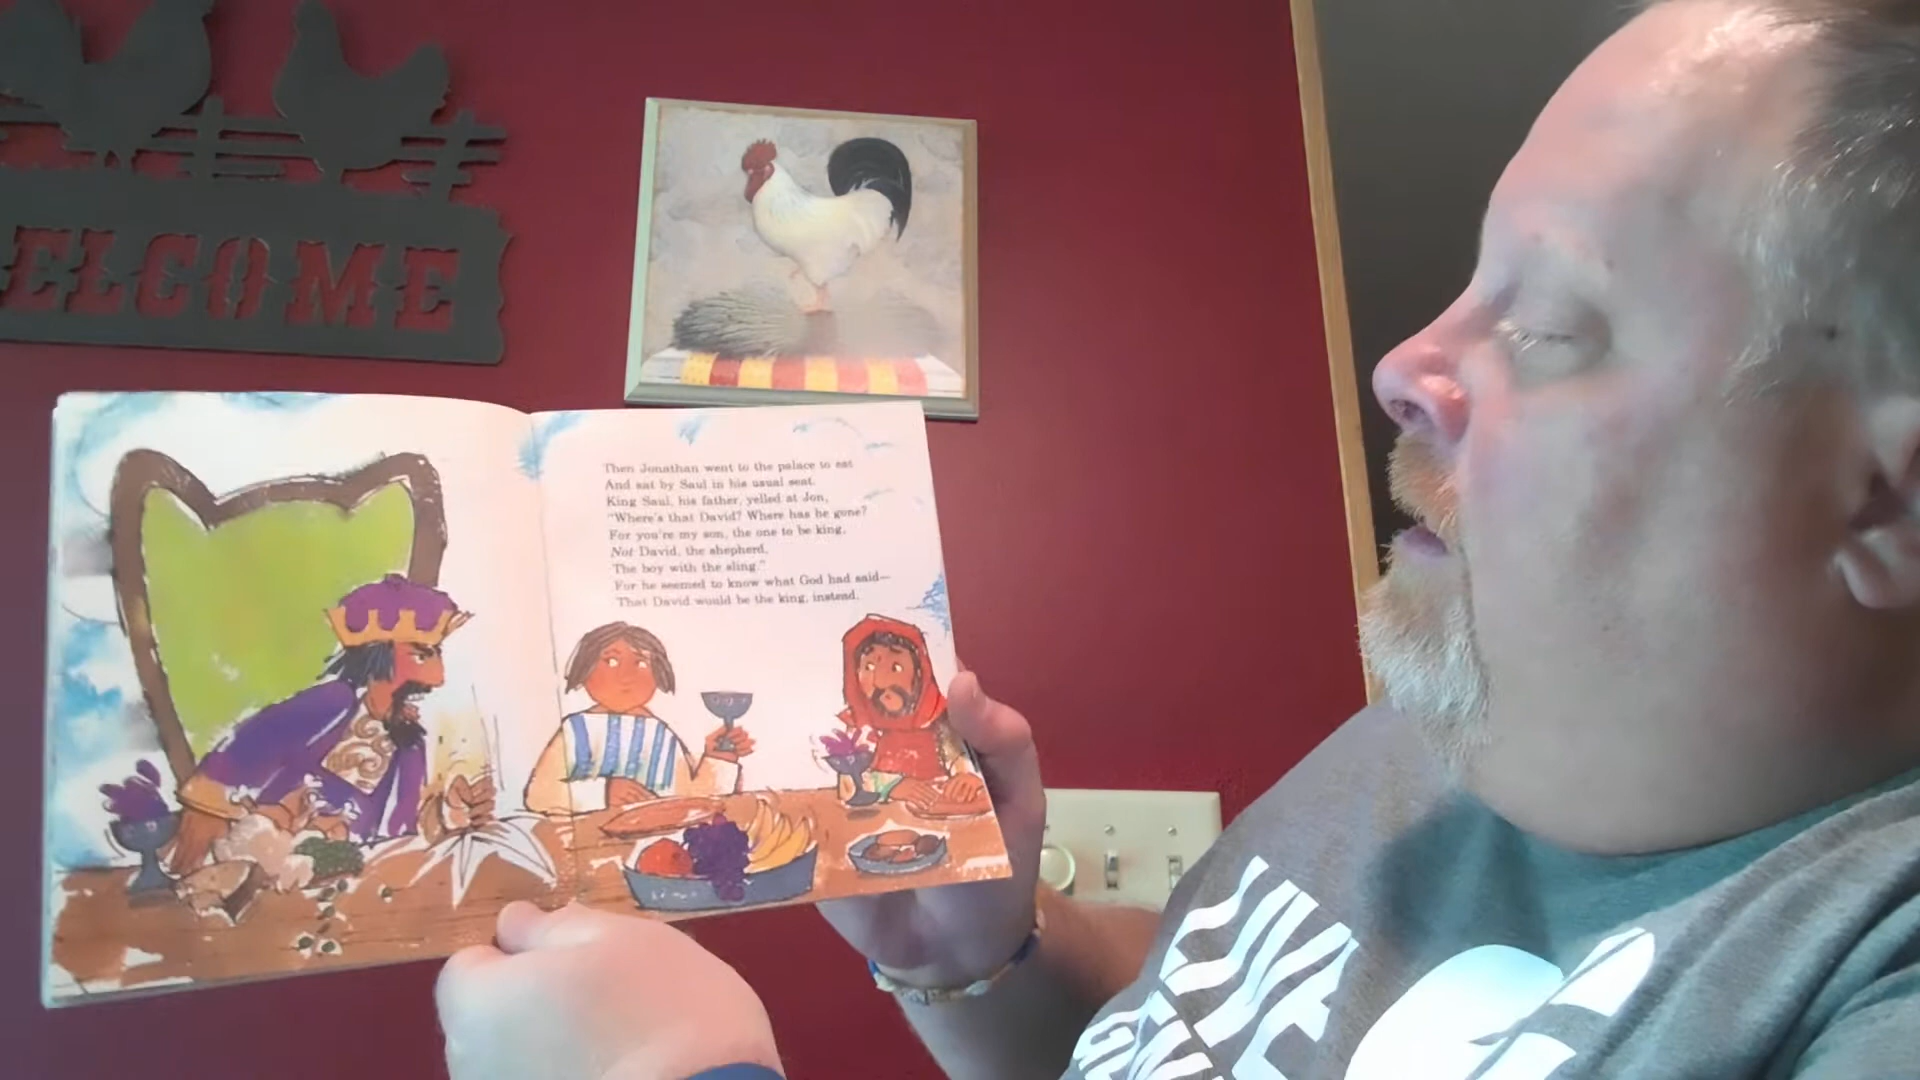 ELCOME
Then Jonathan went to the palace to eat
And sat by Saul in his usual seat.
King Saul, his father, yelled at Jon,
"Where's that David? Where has he gone?
For you're my son, the one to be king,
Not David, the shepherd,
The boy with the sling."
For he seemed to know what God had said—
That David would be the king, instead.
LIVE